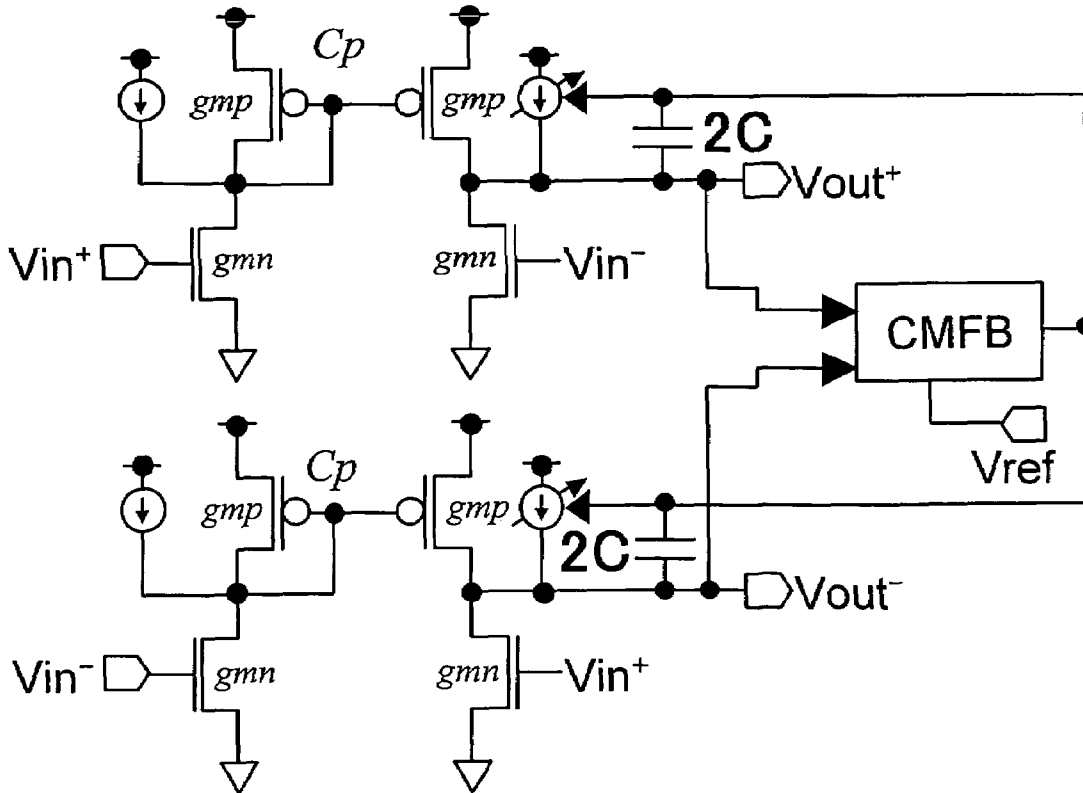 Cp
gmp
gmp
2C
Vout⁺
Vin⁺
gmn
gmn
Vin⁻
CMFB
Vref
Cp
gmp
gmp
2C
Vout⁻
Vin⁻
gmn
gmn
Vin⁺